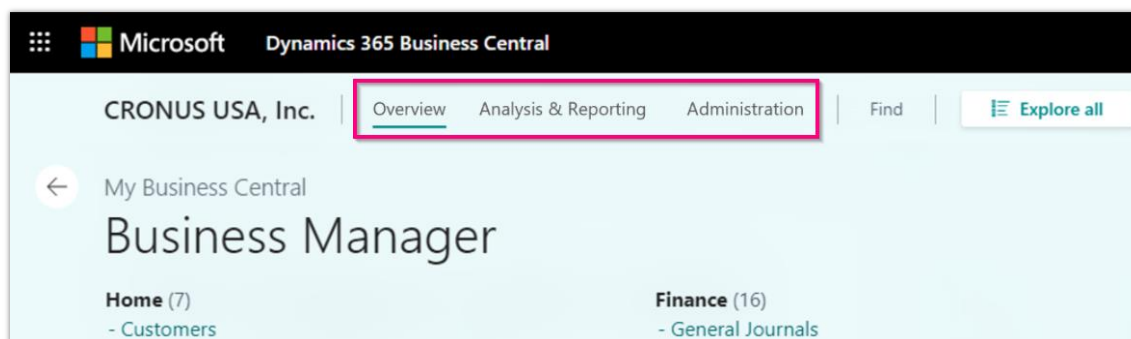 Microsoft Dynamics 365 Business Central
CRONUS USA, Inc. Overview Analysis & Reporting Administration Find Explore all
My Business Central
Business Manager
Home (7) Finance (16)
- Customers - General Journals